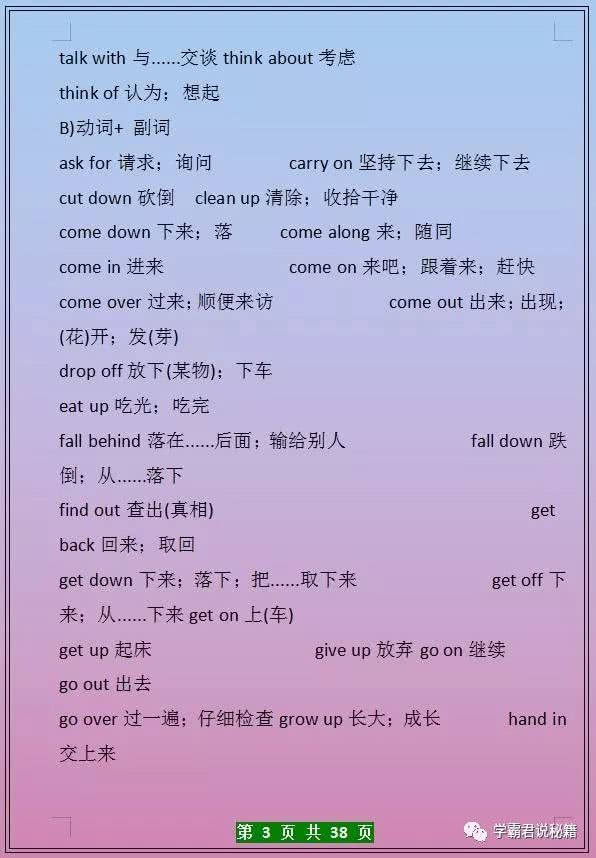 talk with 与......交谈 think about 考虑
think of 认为；想起
B)动词+ 副词
ask for 请求；询问 carry on 坚持下去；继续下去
cut down 砍倒 clean up 清除；收拾干净
come down 下来；落 come along 来；随同
come in 进来 come on 来吧；跟着来；赶快
come over 过来；顺便来访 come out 出来；出现；
(花)开；发(芽)
drop off 放下(某物)；下车
eat up 吃光；吃完
fall behind 落在......后面；输给别人 fall down 跌
倒；从......落下
find out 查出(真相) get
back 回来；取回
get down 下来；落下；把......取下来 get off 下
来；从......下来 get on 上(车)
get up 起床 give up 放弃 go on 继续
go out 出去
go over 过一遍；仔细检查 grow up 长大；成长 hand in
交上来
第 3 页 共 38 页
学霸君说秘籍